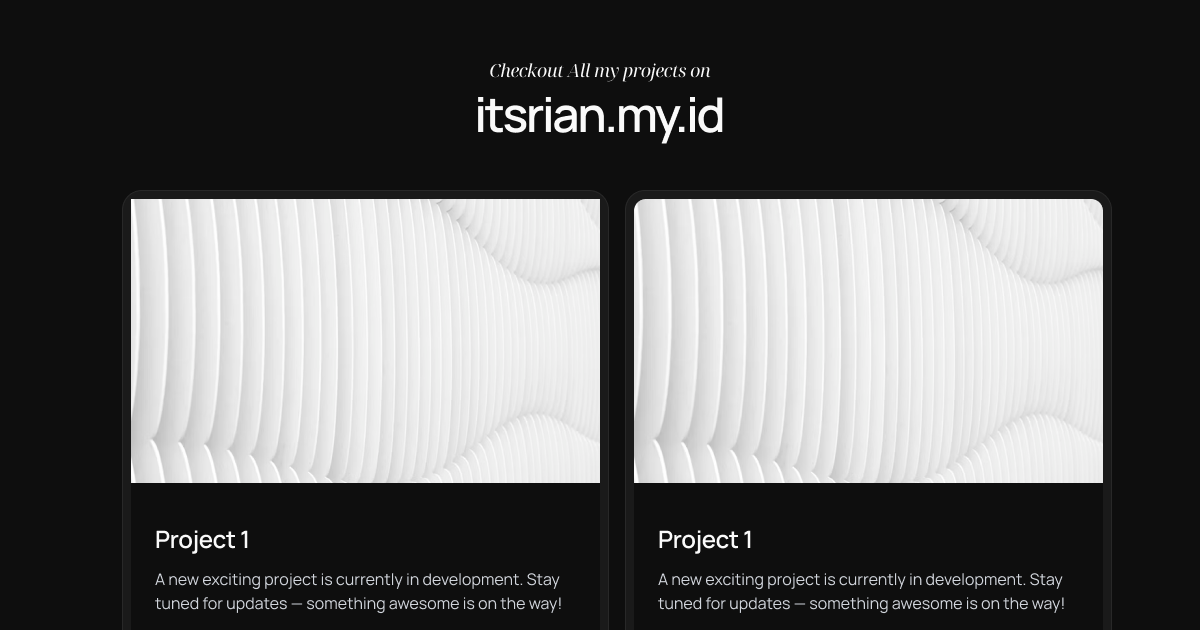 Checkout All my projects on
itsrian.my.id
Project 1
A new exciting project is currently in development. Stay
tuned for updates — something awesome is on the way!
Project 1
A new exciting project is currently in development. Stay
tuned for updates — something awesome is on the way!